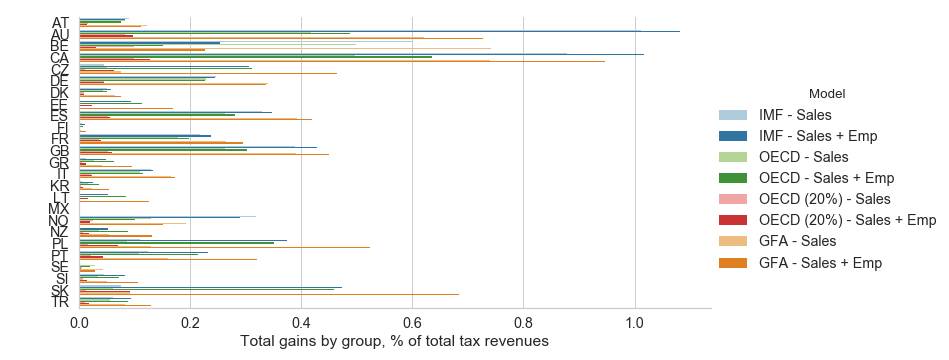 AT
AU
BE
CA
CZ
DE
DK
EE
ES
FI
FR
GB
GR
IT
KR
LT
MX
NO
NZ
PL
PT
SE
SI
SK
TR
0.0 0.2 0.4 0.6 0.8 1.0
Total gains by group, % of total tax revenues
Model
IMF - Sales
IMF - Sales + Emp
OECD - Sales
OECD - Sales + Emp
OECD (20%) - Sales
OECD (20%) - Sales + Emp
GFA - Sales
GFA - Sales + Emp